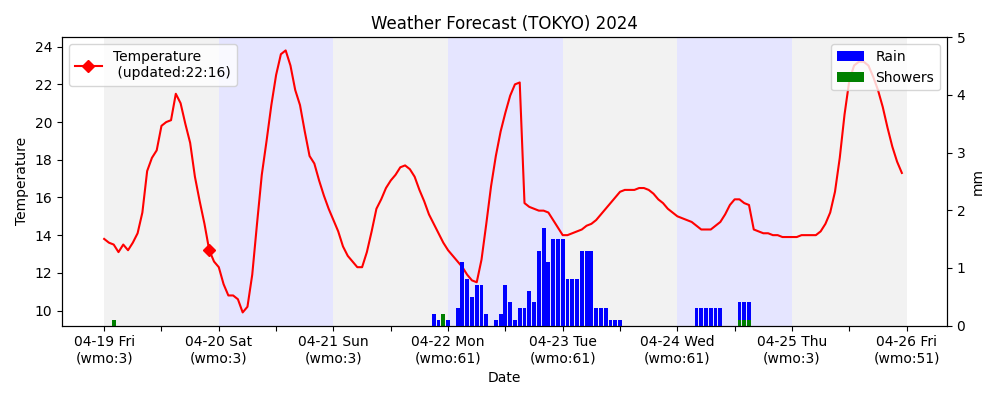 Weather Forecast (TOKYO) 2024
Temperature
(updated:22:16)
Rain
Showers
24
22
20
18
16
14
12
10
Temperature
5
4
3
2
1
0
mm
04-19 Fri 04-20 Sat 04-21 Sun 04-22 Mon 04-23 Tue 04-24 Wed 04-25 Thu 04-26 Fri
(wmo:3) (wmo:3) (wmo:3) (wmo:61) (wmo:61) (wmo:61) (wmo:3) (wmo:51)
Date